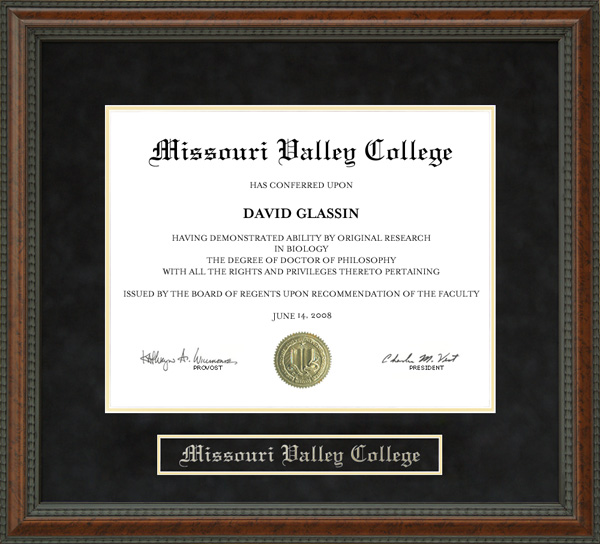 Missouri Valley College
HAS CONFERRED UPON
DAVID GLASSIN
HAVING DEMONSTRATED ABILITY BY ORIGINAL RESEARCH
IN BIOLOGY
THE DEGREE OF DOCTOR OF PHILOSOPHY
WITH ALL THE RIGHTS AND PRIVILEGES THERETO PERTAINING
ISSUED BY THE BOARD OF REGENTS UPON RECOMMENDATION OF THE FACULTY
JUNE 14, 2008
PROVOST
PRESIDENT
Missouri Valley College